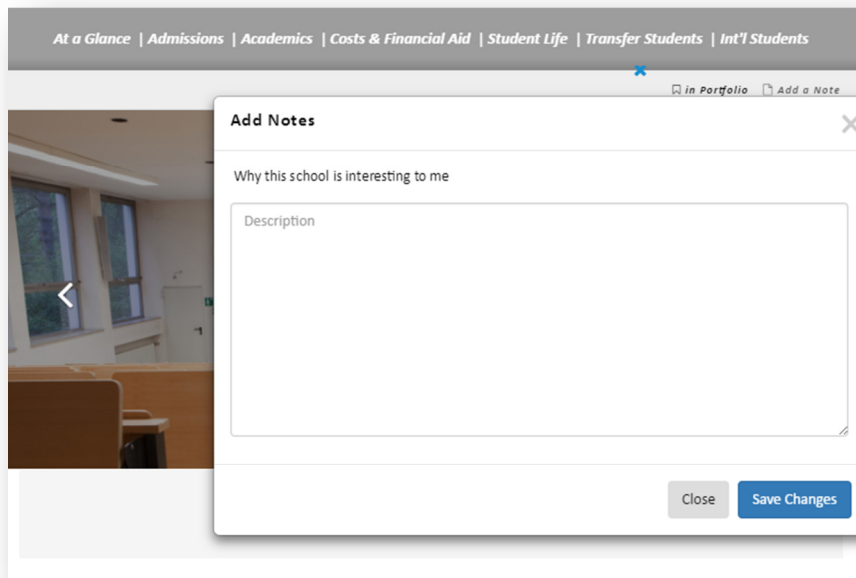 At a Glance | Admissions | Academics | Costs & Financial Aid | Student Life | Transfer Students | Int'l Students
in Portfolio Add a Note
Add Notes
Why this school is interesting to me
Description
Close Save Changes